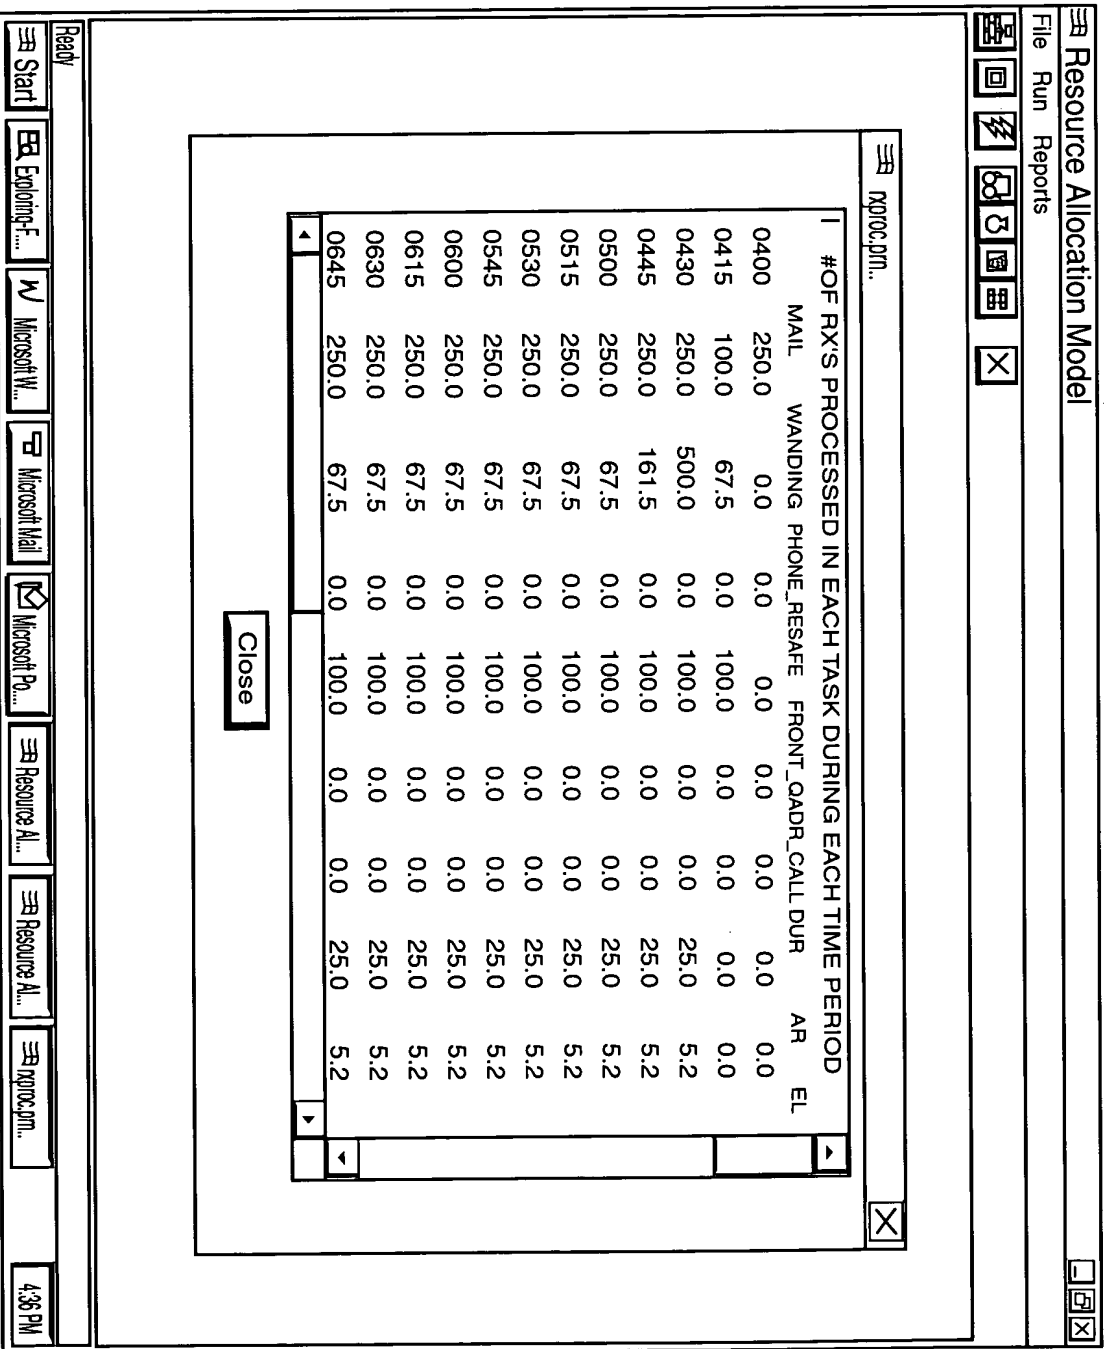 Resource Allocation Model
File Run Reports
rxproc.prn..
I #OF RX'S PROCESSED IN EACH TASK DURING EACH TIME PERIOD
MAIL WANDING PHONE_RESAFE FRONT_QADR_CALL DUR AR EL
0400 250.0 0.0 0.0 0.0 0.0 0.0 0.0 0.0
0415 100.0 67.5 0.0 100.0 0.0 0.0 0.0 0.0
0430 250.0 500.0 0.0 100.0 0.0 0.0 25.0 5.2
0445 250.0 161.5 0.0 100.0 0.0 0.0 25.0 5.2
0500 250.0 67.5 0.0 100.0 0.0 0.0 25.0 5.2
0515 250.0 67.5 0.0 100.0 0.0 0.0 25.0 5.2
0530 250.0 67.5 0.0 100.0 0.0 0.0 25.0 5.2
0545 250.0 67.5 0.0 100.0 0.0 0.0 25.0 5.2
0600 250.0 67.5 0.0 100.0 0.0 0.0 25.0 5.2
0615 250.0 67.5 0.0 100.0 0.0 0.0 25.0 5.2
0630 250.0 67.5 0.0 100.0 0.0 0.0 25.0 5.2
0645 250.0 67.5 0.0 100.0 0.0 0.0 25.0 5.2
Close
Ready
Start Exploring-F... W Microsoft W... Microsoft Mail Microsoft Po.... Resource Al... Resource Al... rxproc.prn.. 4:36 PM